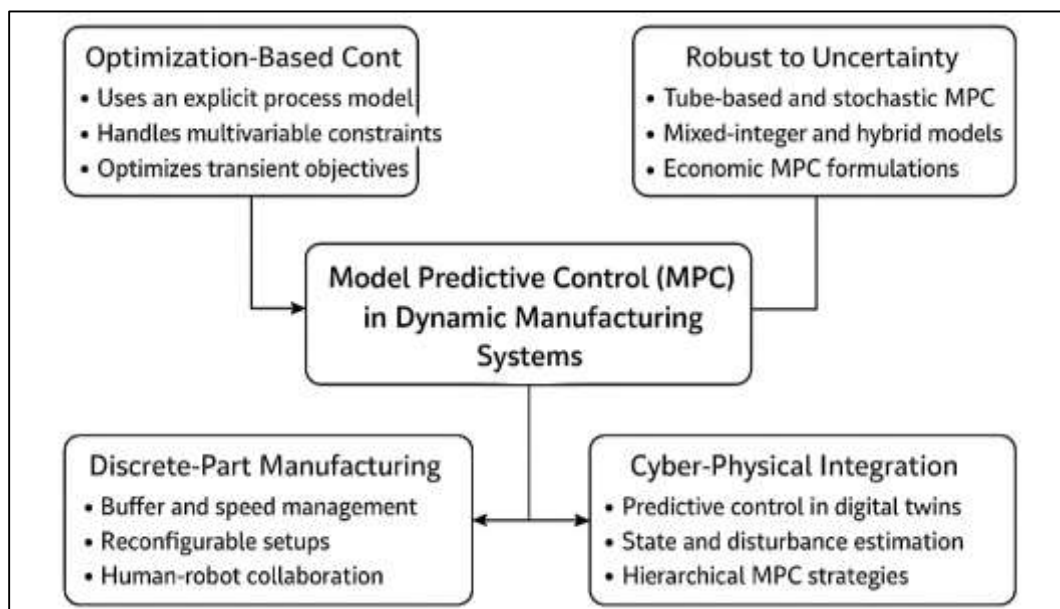 Optimization-Based Cont
• Uses an explicit process model
• Handles multivariable constraints
• Optimizes transient objectives
Robust to Uncertainty
• Tube-based and stochastic MPC
• Mixed-integer and hybrid models
• Economic MPC formulations
Model Predictive Control (MPC)
in Dynamic Manufacturing
Systems
Discrete-Part Manufacturing
• Buffer and speed management
• Reconfigurable setups
• Human-robot collaboration
Cyber-Physical Integration
• Predictive control in digital twins
• State and disturbance estimation
• Hierarchical MPC strategies